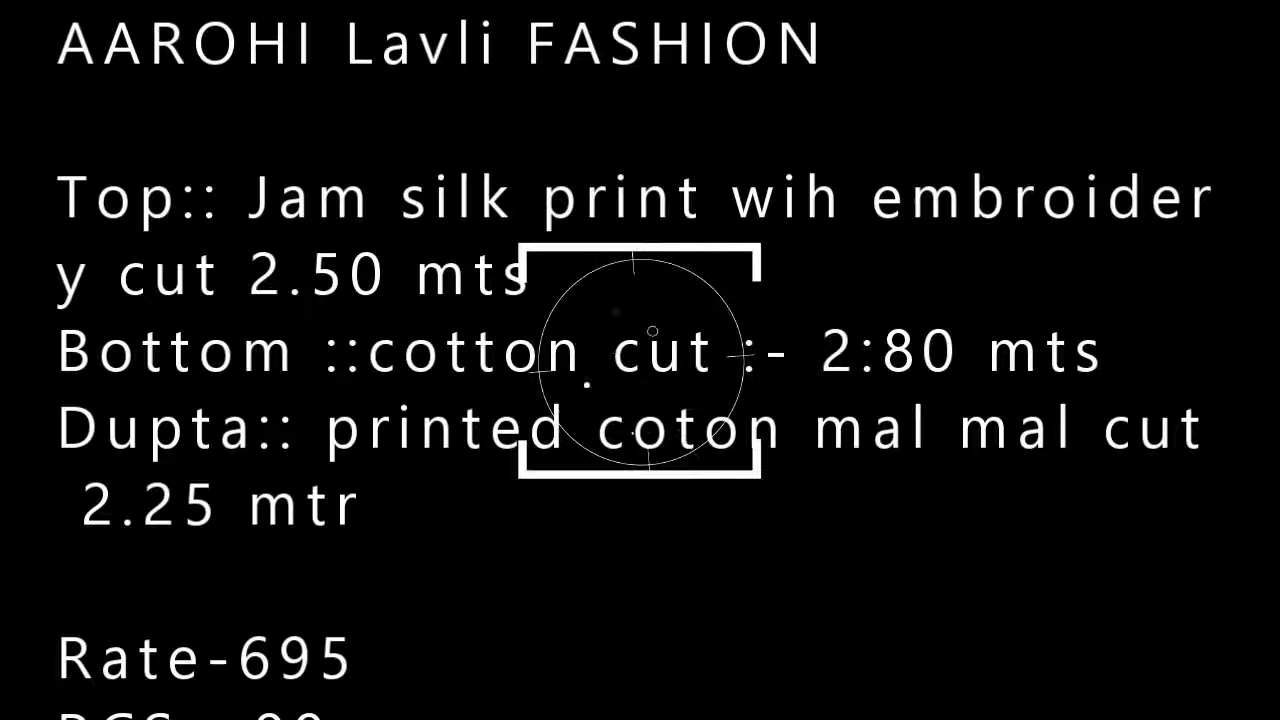 AAROHI Lavli FASHION
Top:: Jam silk print wih embroider
y cut 2.50 mts
Bottom ::cotton cut :- 2:80 mts
Dupta:: printed coton mal mal cut
2.25 mtr
Rate-695